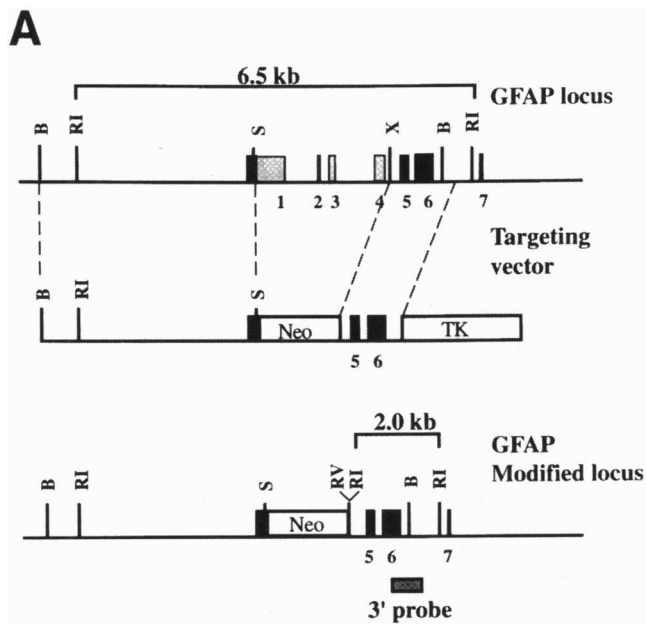 A
6.5 kb
GFAP locus
B RI S X B RI
1 2 3 4 5 6 7
Targeting
vector
B RI S
Neo TK
5 6
2.0 kb
GFAP
Modified locus
B RI S RV RI B RI
Neo
5 6 7
3' probe